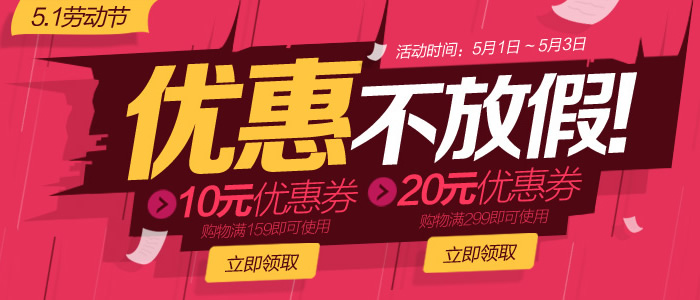 5.1劳动节
活动时间：5月1日 ~ 5月3日
优惠不放假!
10元优惠券
购物满159即可使用
立即领取
20元优惠券
购物满299即可使用
立即领取